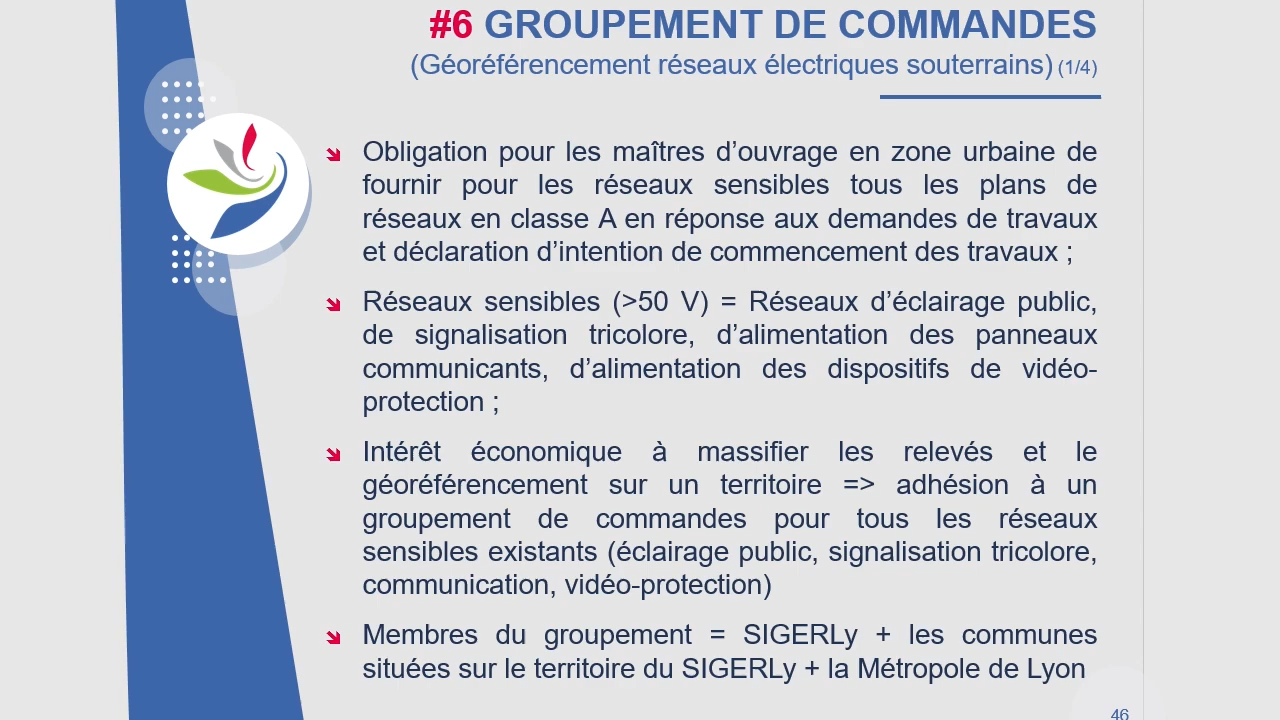 #6 GROUPEMENT DE COMMANDES
(Géoréférencement réseaux électriques souterrains) (1/4)
Obligation pour les maîtres d’ouvrage en zone urbaine de
fournir pour les réseaux sensibles tous les plans de
réseaux en classe A en réponse aux demandes de travaux
et déclaration d’intention de commencement des travaux ;
Réseaux sensibles (>50 V) = Réseaux d’éclairage public,
de signalisation tricolore, d’alimentation des panneaux
communicants, d’alimentation des dispositifs de vidéo-
protection ;
Intérêt économique à massifier les relevés et le
géoréférencement sur un territoire => adhésion à un
groupement de commandes pour tous les réseaux
sensibles existants (éclairage public, signalisation tricolore,
communication, vidéo-protection)
Membres du groupement = SIGERLy + les communes
situées sur le territoire du SIGERLy + la Métropole de Lyon
46